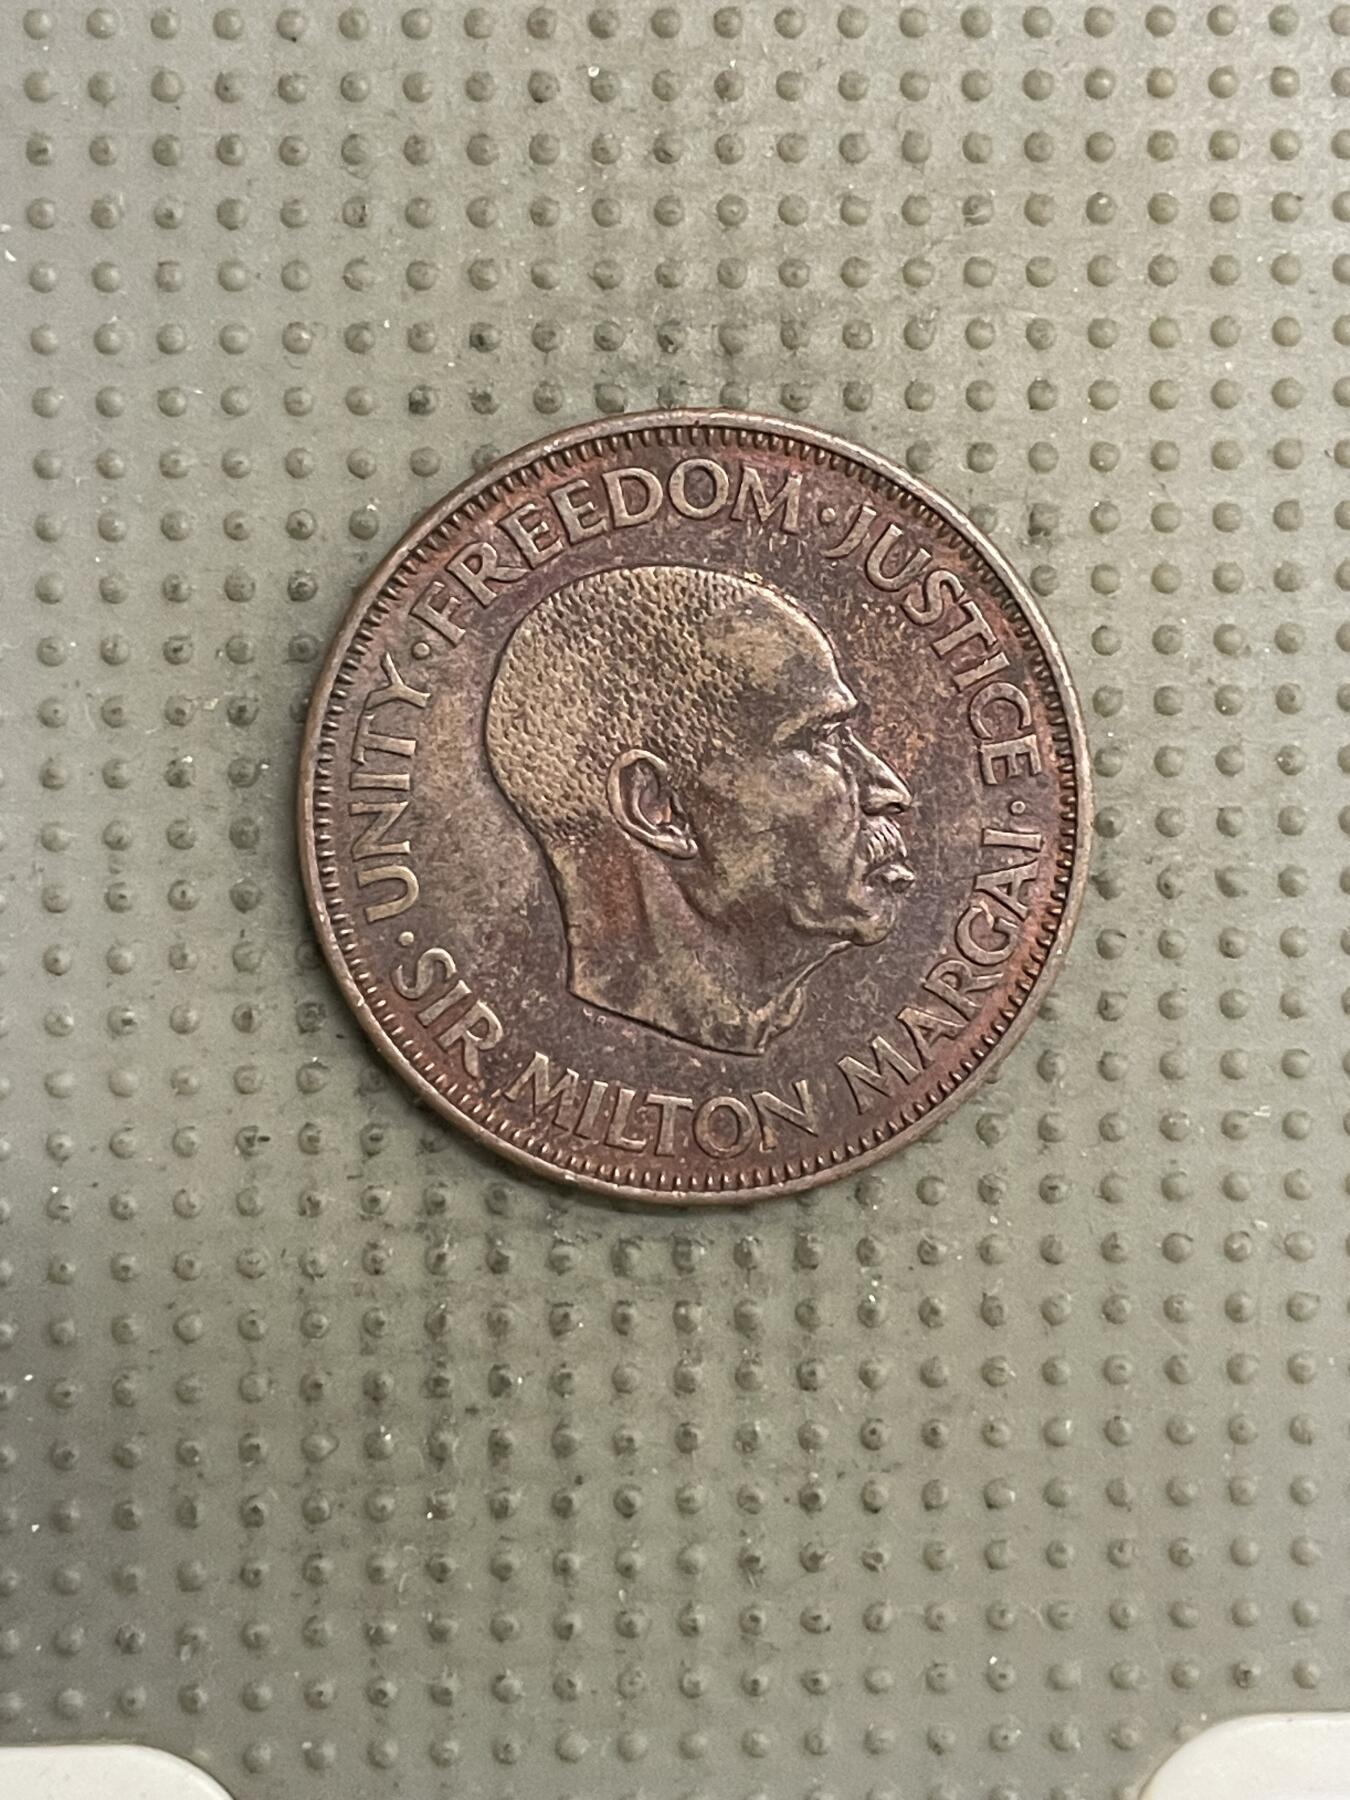 · UNITY · FREEDOM · JUSTICE ·
SIR MILTON MARGAI